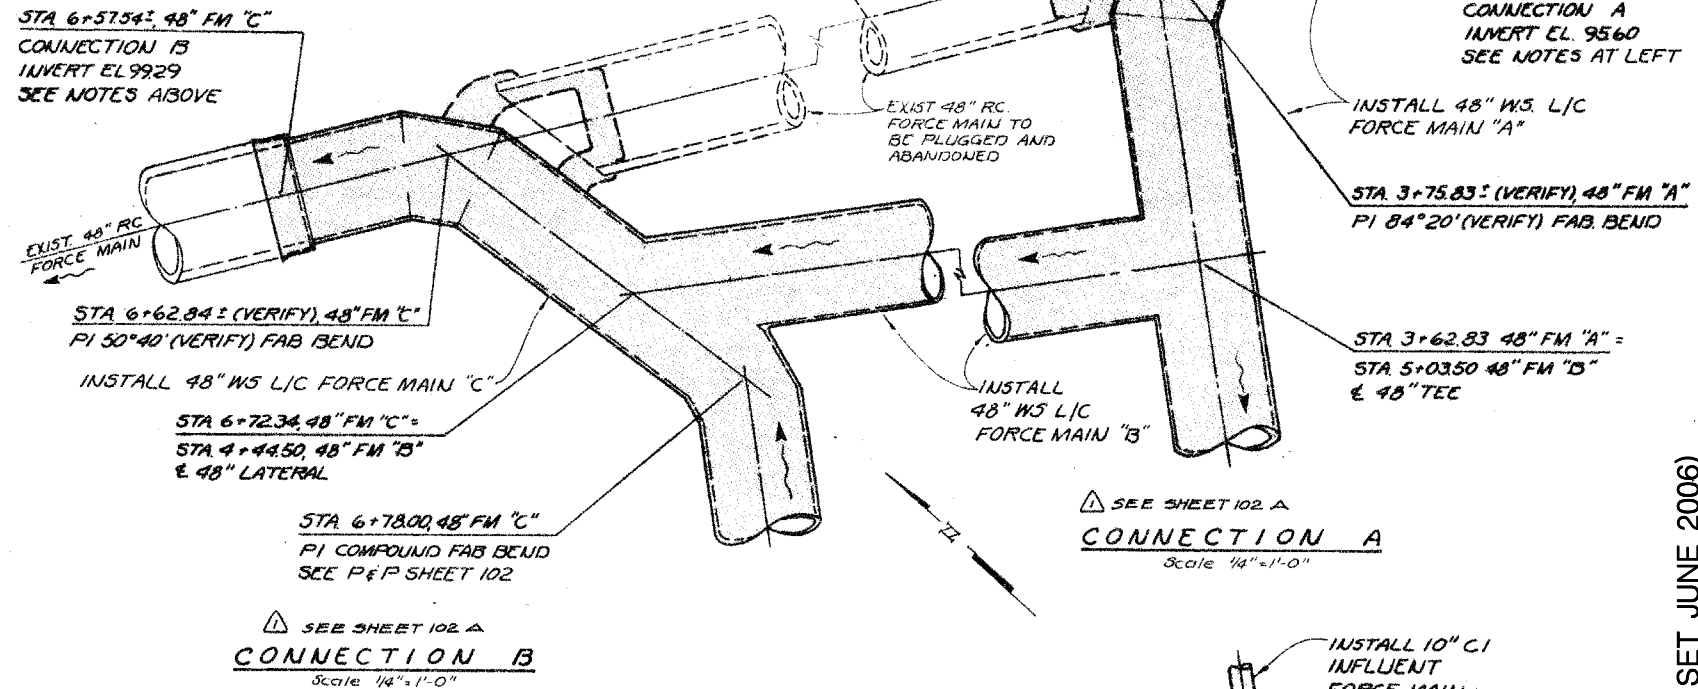 STA 6+57.54±, 48" FM "C"
CONNECTION B
INVERT EL 99.29
SEE NOTES ABOVE
EXIST 48" RC
FORCE MAIN
STA 6+62.84± (VERIFY), 48" FM "C"
PI 50°40' (VERIFY) FAB BEND
INSTALL 48" WS L/C FORCE MAIN "C"
STA 6+72.34, 48" FM "C" =
STA 4+44.50, 48" FM "B"
℄ 48" LATERAL
STA 6+78.00, 48" FM "C"
PI COMPOUND FAB BEND
SEE P&P SHEET 102
1 SEE SHEET 102 A
CONNECTION B
Scale 1/4"=1'-0"
EXIST 48" RC.
FORCE MAIN TO
BE PLUGGED AND
ABANDONED
INSTALL
48" WS L/C
FORCE MAIN "B"
N
1 SEE SHEET 102 A
CONNECTION A
Scale 1/4"=1'-0"
CONNECTION A
INVERT EL. 95.60
SEE NOTES AT LEFT
INSTALL 48" W.S. L/C
FORCE MAIN "A"
STA 3+75.83± (VERIFY), 48" FM "A"
PI 84°20' (VERIFY) FAB. BEND
STA 3+62.83 48" FM "A" =
STA 5+03.50 48" FM "B"
℄ 48" TEE
INSTALL 10" C.I
INFLUENT
FORCE MAIN
SET JUNE 2006)